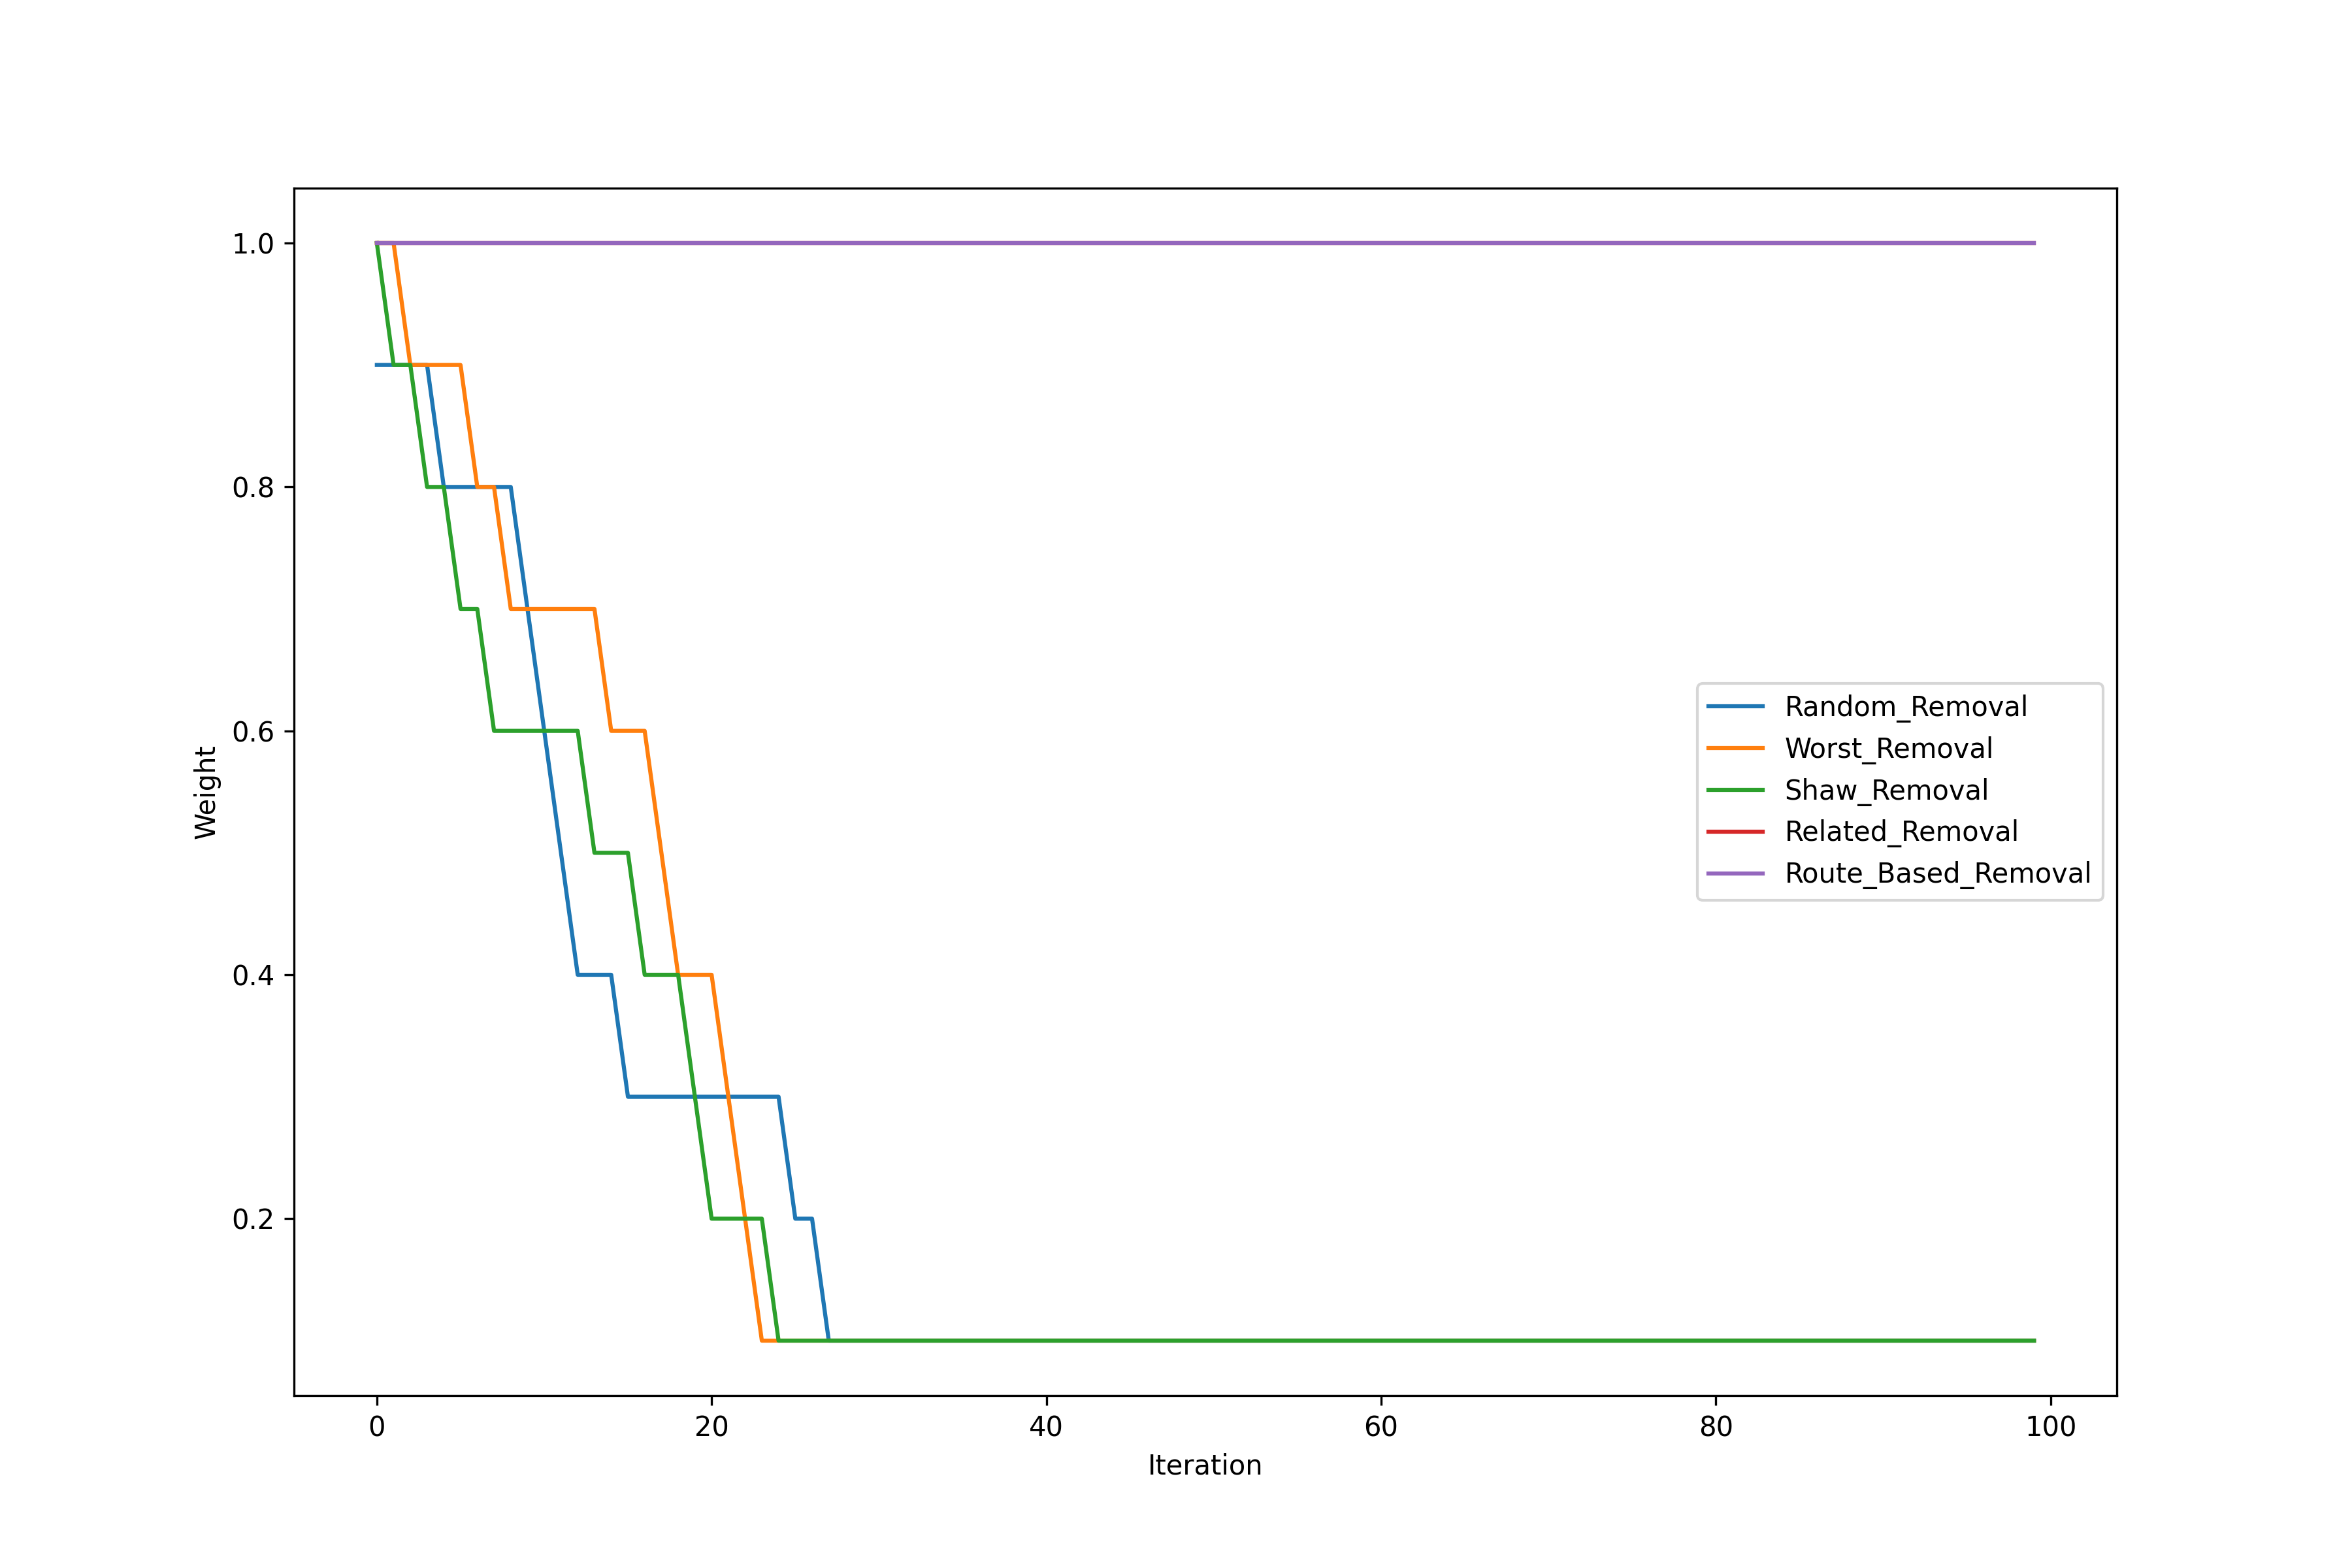 1.0
0.8
0.6
0.4
0.2
Weight
0 20 40 60 80 100
Iteration
Random_Removal
Worst_Removal
Shaw_Removal
Related_Removal
Route_Based_Removal